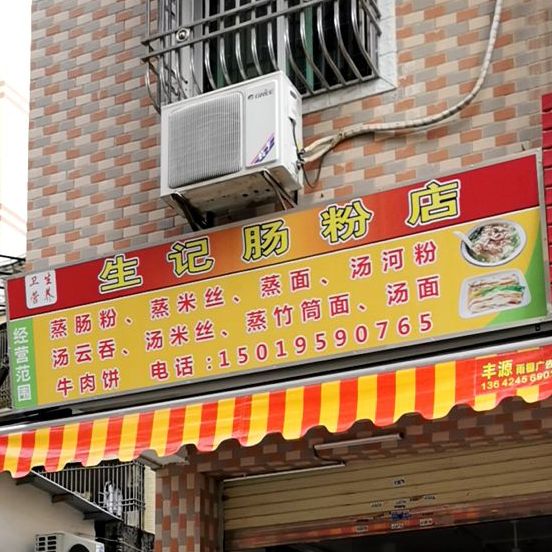 GREE
卫生
营养
生记肠粉店
经营范围
蒸肠粉、蒸米丝、蒸面、汤河粉
汤云吞、汤米丝、蒸竹筒面、汤面
牛肉饼 电话:15019590765
丰源 雨